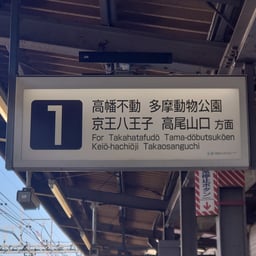 1
高幡不動 多摩動物公園
京王八王子 高尾山口 方面
For Takahatafudō Tama-dōbutsukōen
Keiō-hachiōji Takaosanguchi